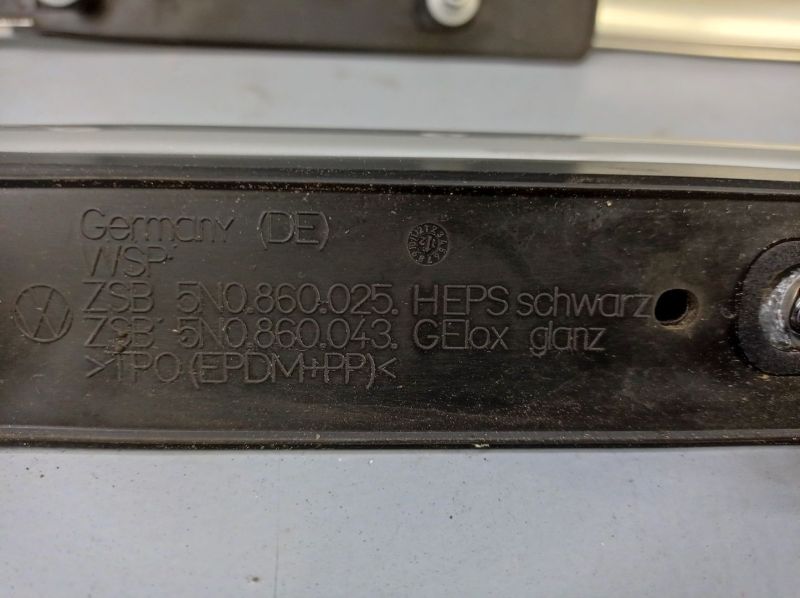 Germany (DE)
WSP
ZSB 5N0.860.025. HEPS schwarz
ZSB 5N0.860.043. GElox glanz
>TPO(EPDM+PP)<